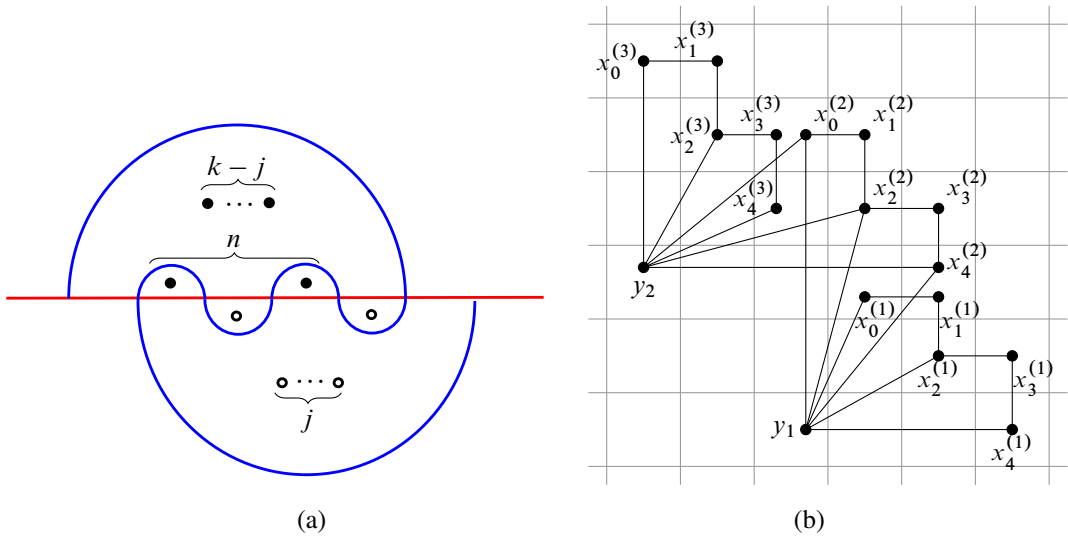 k − j
· · ·
n
· · ·
j
(a)
x_0^{(3)}
x_1^{(3)}
x_2^{(3)}
x_3^{(3)}
x_0^{(2)}
x_1^{(2)}
x_4^{(3)}
x_2^{(2)}
x_3^{(2)}
y_2
x_4^{(2)}
x_0^{(1)}
x_1^{(1)}
x_2^{(1)}
x_3^{(1)}
y_1
x_4^{(1)}
(b)